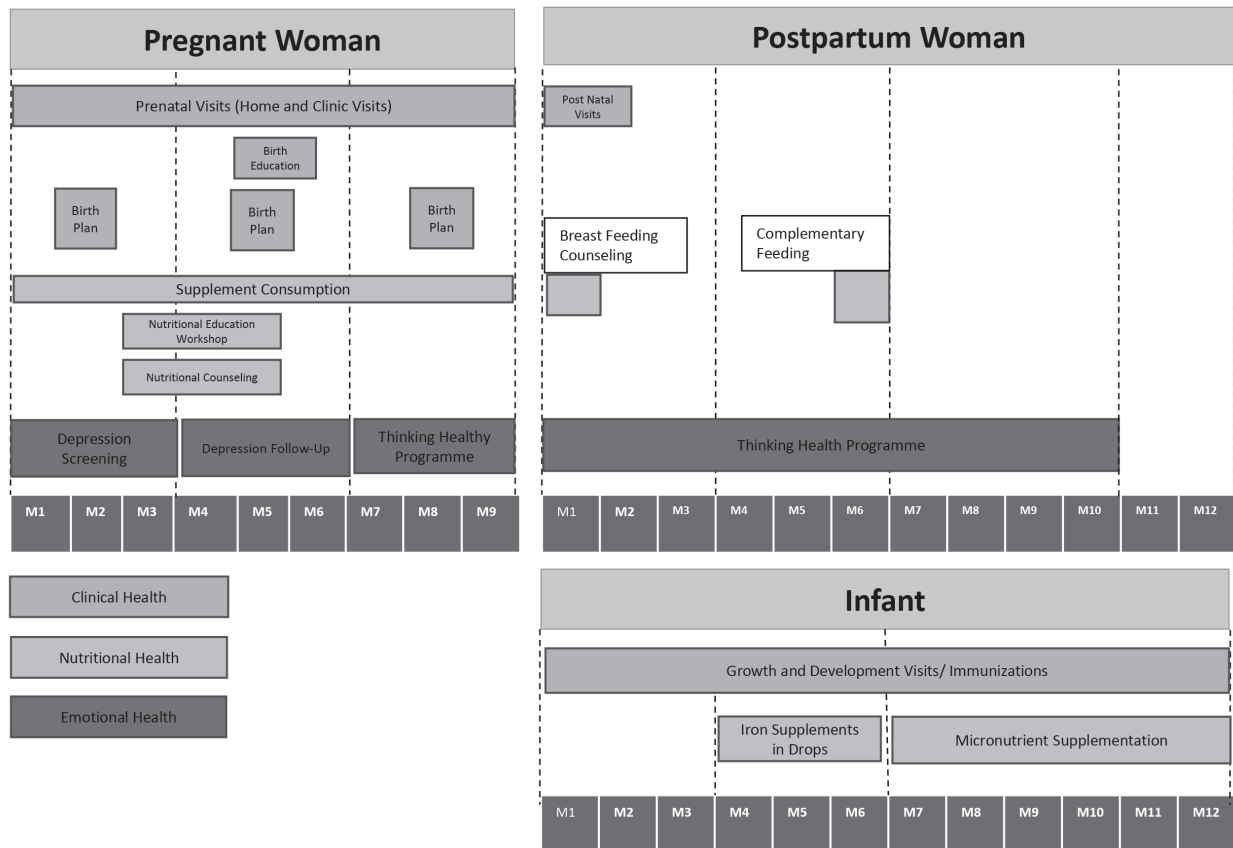 Pregnant Woman
Prenatal Visits (Home and Clinic Visits)
Birth
Education
Birth
Plan
Birth
Plan
Birth
Plan
Supplement Consumption
Nutritional Education
Workshop
Nutritional Counseling
Depression
Screening
Depression Follow-Up
Thinking Healthy
Programme
M1 M2 M3 M4 M5 M6 M7 M8 M9
Clinical Health
Nutritional Health
Emotional Health
Postpartum Woman
Post Natal
Visits
Breast Feeding
Counseling
Complementary
Feeding
Thinking Health Programme
M1 M2 M3 M4 M5 M6 M7 M8 M9 M10 M11 M12
Infant
Growth and Development Visits/ Immunizations
Iron Supplements
in Drops
Micronutrient Supplementation
M1 M2 M3 M4 M5 M6 M7 M8 M9 M10 M11 M12